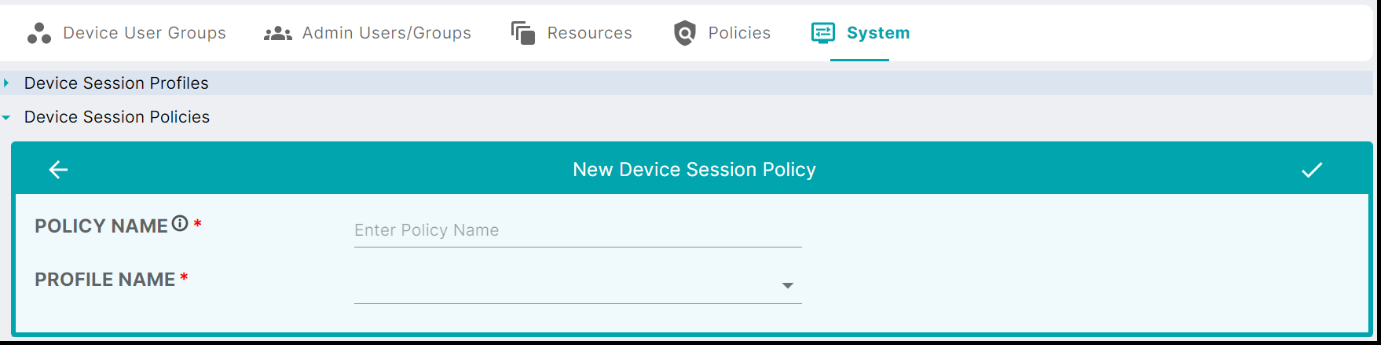 Device User Groups Admin Users/Groups Resources Policies System
Device Session Profiles
Device Session Policies
New Device Session Policy
POLICY NAME *
Enter Policy Name
PROFILE NAME *